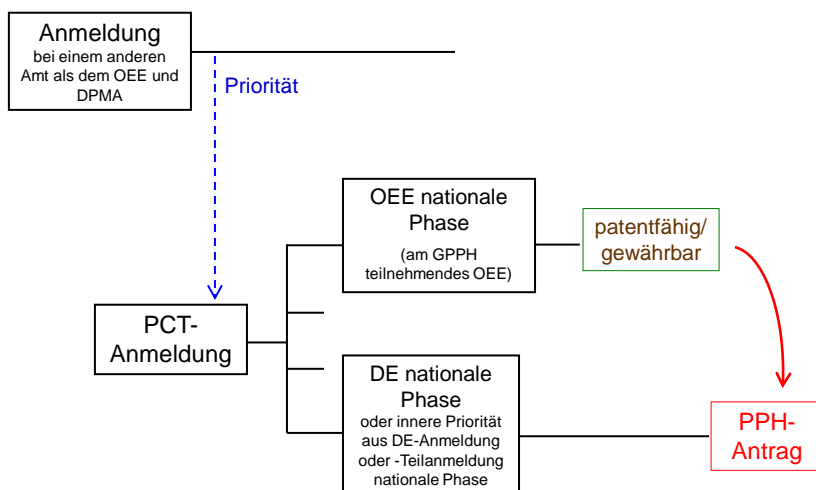 Anmeldung
bei einem anderen
Amt als dem OEE und
DPMA
Priorität
OEE nationale
Phase
(am GPPH
teilnehmendes OEE)
patentfähig/
gewährbar
PCT-
Anmeldung
DE nationale
Phase
oder innere Priorität
aus DE-Anmeldung
oder -Teilanmeldung
nationale Phase
PPH-
Antrag